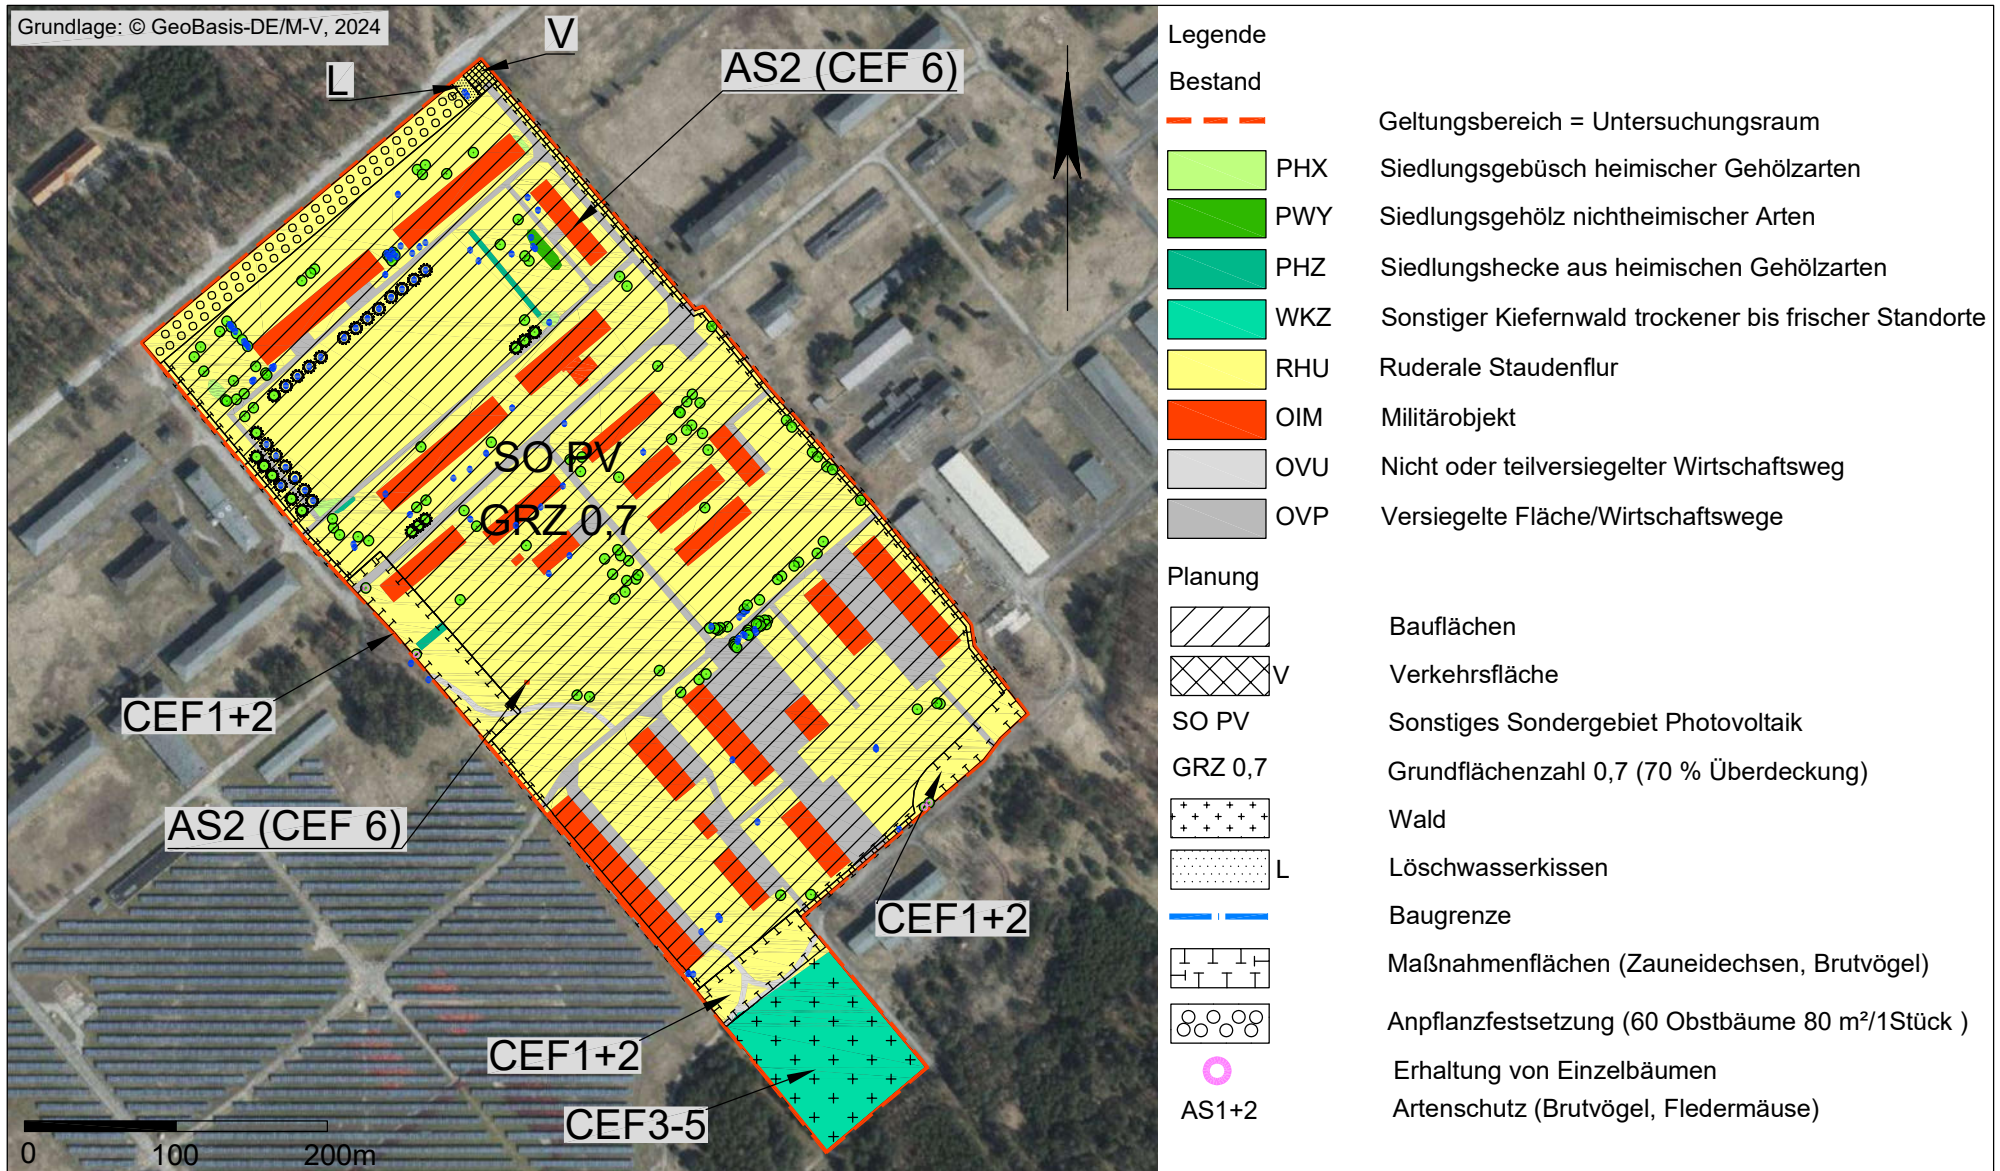 Grundlage: © GeoBasis-DE/M-V, 2024
V
L
AS2 (CEF 6)
SO PV
GRZ 0,7
CEF1+2
AS2 (CEF 6)
CEF1+2
CEF1+2
CEF3-5
0 100 200m
Legende
Bestand
Geltungsbereich = Untersuchungsraum
PHX Siedlungsgebüsch heimischer Gehölzarten
PWY Siedlungsgehölz nichtheimischer Arten
PHZ Siedlungshecke aus heimischen Gehölzarten
WKZ Sonstiger Kiefernwald trockener bis frischer Standorte
RHU Ruderale Staudenflur
OIM Militärobjekt
OVU Nicht oder teilversiegelter Wirtschaftsweg
OVP Versiegelte Fläche/Wirtschaftswege
Planung
Bauflächen
V Verkehrsfläche
SO PV Sonstiges Sondergebiet Photovoltaik
GRZ 0,7 Grundflächenzahl 0,7 (70 % Überdeckung)
Wald
L Löschwasserkissen
Baugrenze
Maßnahmenflächen (Zauneidechsen, Brutvögel)
Anpflanzfestsetzung (60 Obstbäume 80 m²/1Stück )
Erhaltung von Einzelbäumen
AS1+2 Artenschutz (Brutvögel, Fledermäuse)